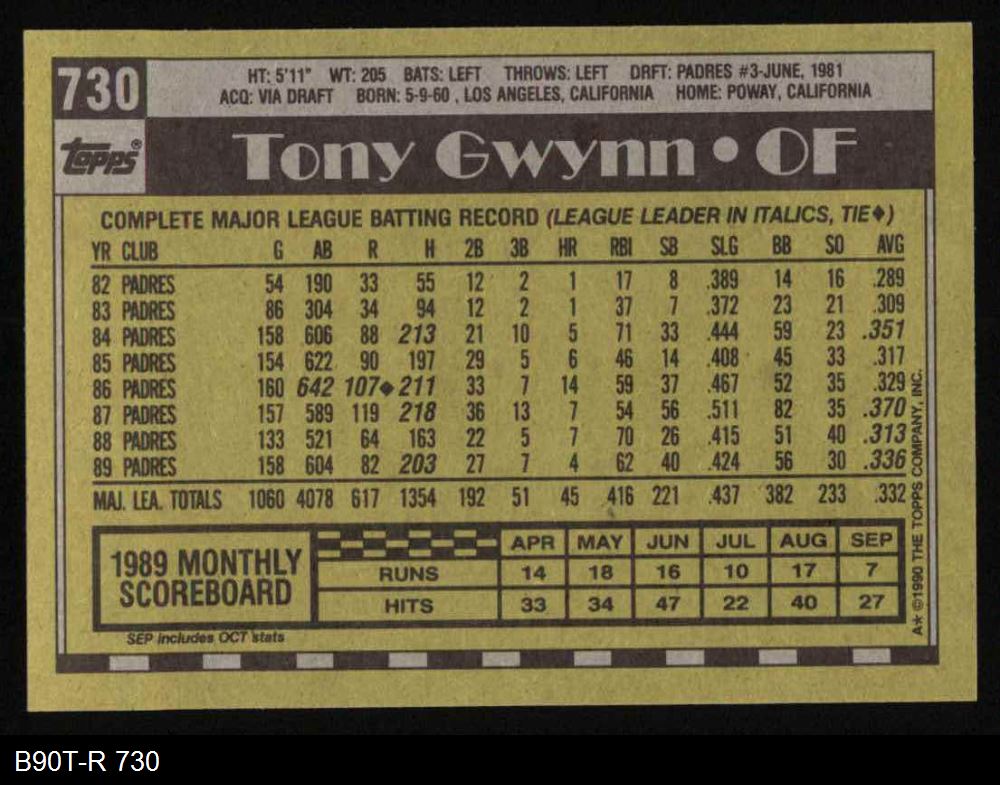 730
HT: 5'11" WT: 205 BATS: LEFT THROWS: LEFT DRFT: PADRES #3-JUNE, 1981
ACQ: VIA DRAFT BORN: 5-9-60 , LOS ANGELES, CALIFORNIA HOME: POWAY, CALIFORNIA
Topps®
Tony Gwynn • OF
COMPLETE MAJOR LEAGUE BATTING RECORD (LEAGUE LEADER IN ITALICS, TIE♦)
YR CLUB G AB R H 2B 3B HR RBI SB SLG BB SO AVG
82 PADRES 54 190 33 55 12 2 1 17 8 .389 14 16 .289
83 PADRES 86 304 34 94 12 2 1 37 7 .372 23 21 .309
84 PADRES 158 606 88 213 21 10 5 71 33 .444 59 23 .351
85 PADRES 154 622 90 197 29 5 6 46 14 .408 45 33 .317
86 PADRES 160 642 107♦ 211 33 7 14 59 37 .467 52 35 .329
87 PADRES 157 589 119 218 36 13 7 54 56 .511 82 35 .370
88 PADRES 133 521 64 163 22 5 7 70 26 .415 51 40 .313
89 PADRES 158 604 82 203 27 7 4 62 40 .424 56 30 .336
MAJ. LEA. TOTALS 1060 4078 617 1354 192 51 45 416 221 .437 382 233 .332
1989 MONTHLY
SCOREBOARD
APR MAY JUN JUL AUG SEP
RUNS 14 18 16 10 17 7
HITS 33 34 47 22 40 27
SEP includes OCT stats
A* ©1990 THE TOPPS COMPANY, INC.
B90T-R 730